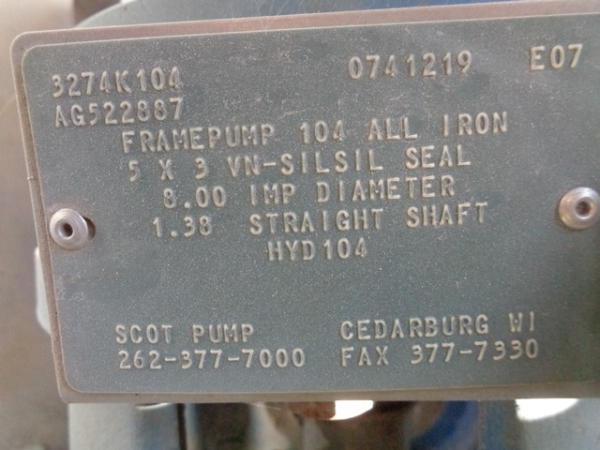 3274K104 0741219 E07
AG522887
FRAMEPUMP 104 ALL IRON
5 X 3 VN-SILSIL SEAL
8.00 IMP DIAMETER
1.38 STRAIGHT SHAFT
HYD104
SCOT PUMP CEDARBURG WI
262-377-7000 FAX 377-7330